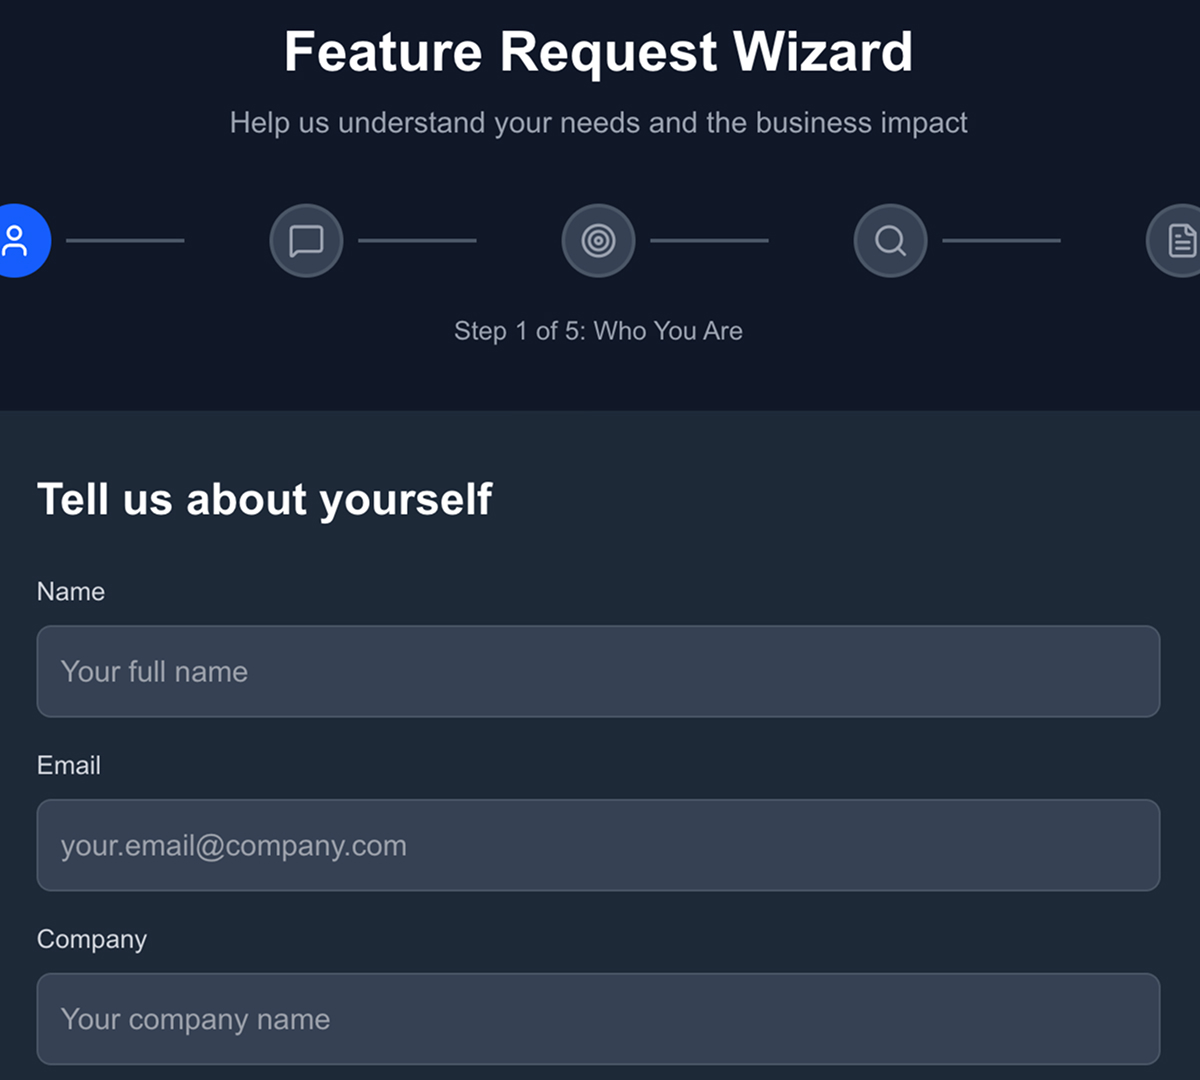 Feature Request Wizard
Help us understand your needs and the business impact
Step 1 of 5: Who You Are
Tell us about yourself
Name
Your full name
Email
your.email@company.com
Company
Your company name